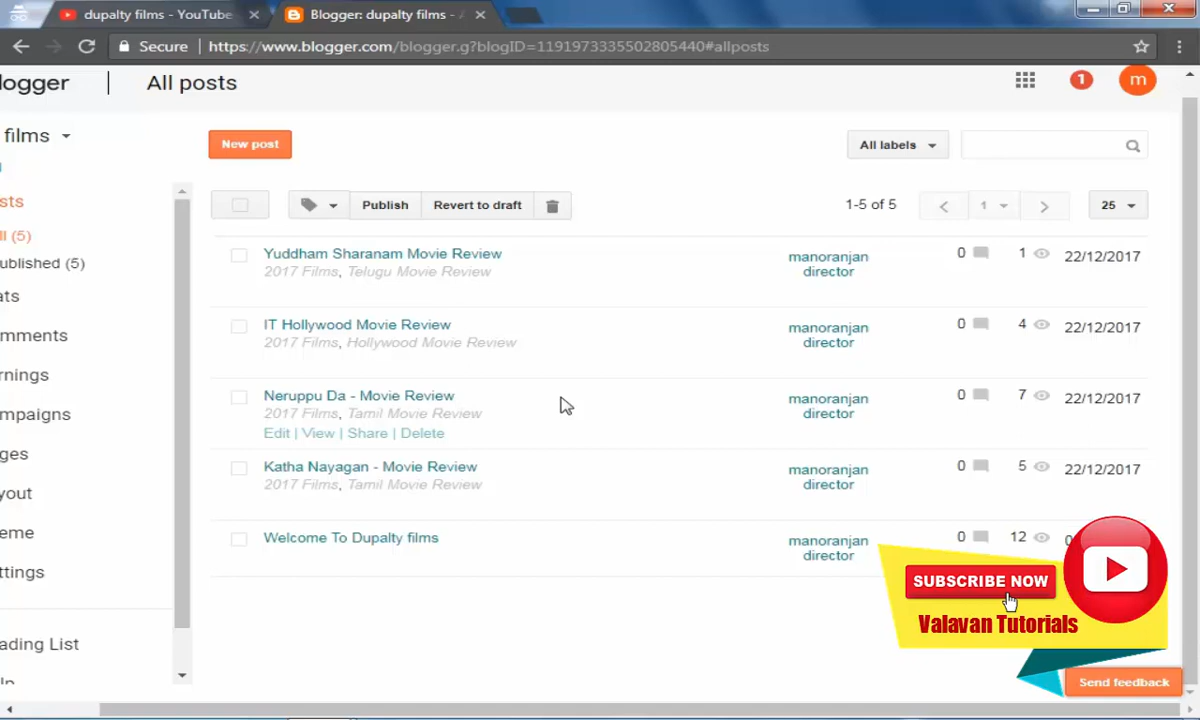 dupalty films - YouTube
Blogger: dupalty films - A
Secure
https://www.blogger.com/blogger.g?blogID=1191973335502805440#allposts
logger
All posts
1
m
films
New post
All labels
sts
Publish
Revert to draft
1-5 of 5
1
25
ll (5)
ublished (5)
ats
mments
rnings
mpaigns
ges
yout
eme
ttings
ading List
Yuddham Sharanam Movie Review
2017 Films, Telugu Movie Review
manoranjan
director
0
1
22/12/2017
IT Hollywood Movie Review
2017 Films, Hollywood Movie Review
manoranjan
director
0
4
22/12/2017
Neruppu Da - Movie Review
2017 Films, Tamil Movie Review
Edit | View | Share | Delete
manoranjan
director
0
7
22/12/2017
Katha Nayagan - Movie Review
2017 Films, Tamil Movie Review
manoranjan
director
0
5
22/12/2017
Welcome To Dupalty films
manoranjan
director
0
12
SUBSCRIBE NOW
Valavan Tutorials
Send feedback